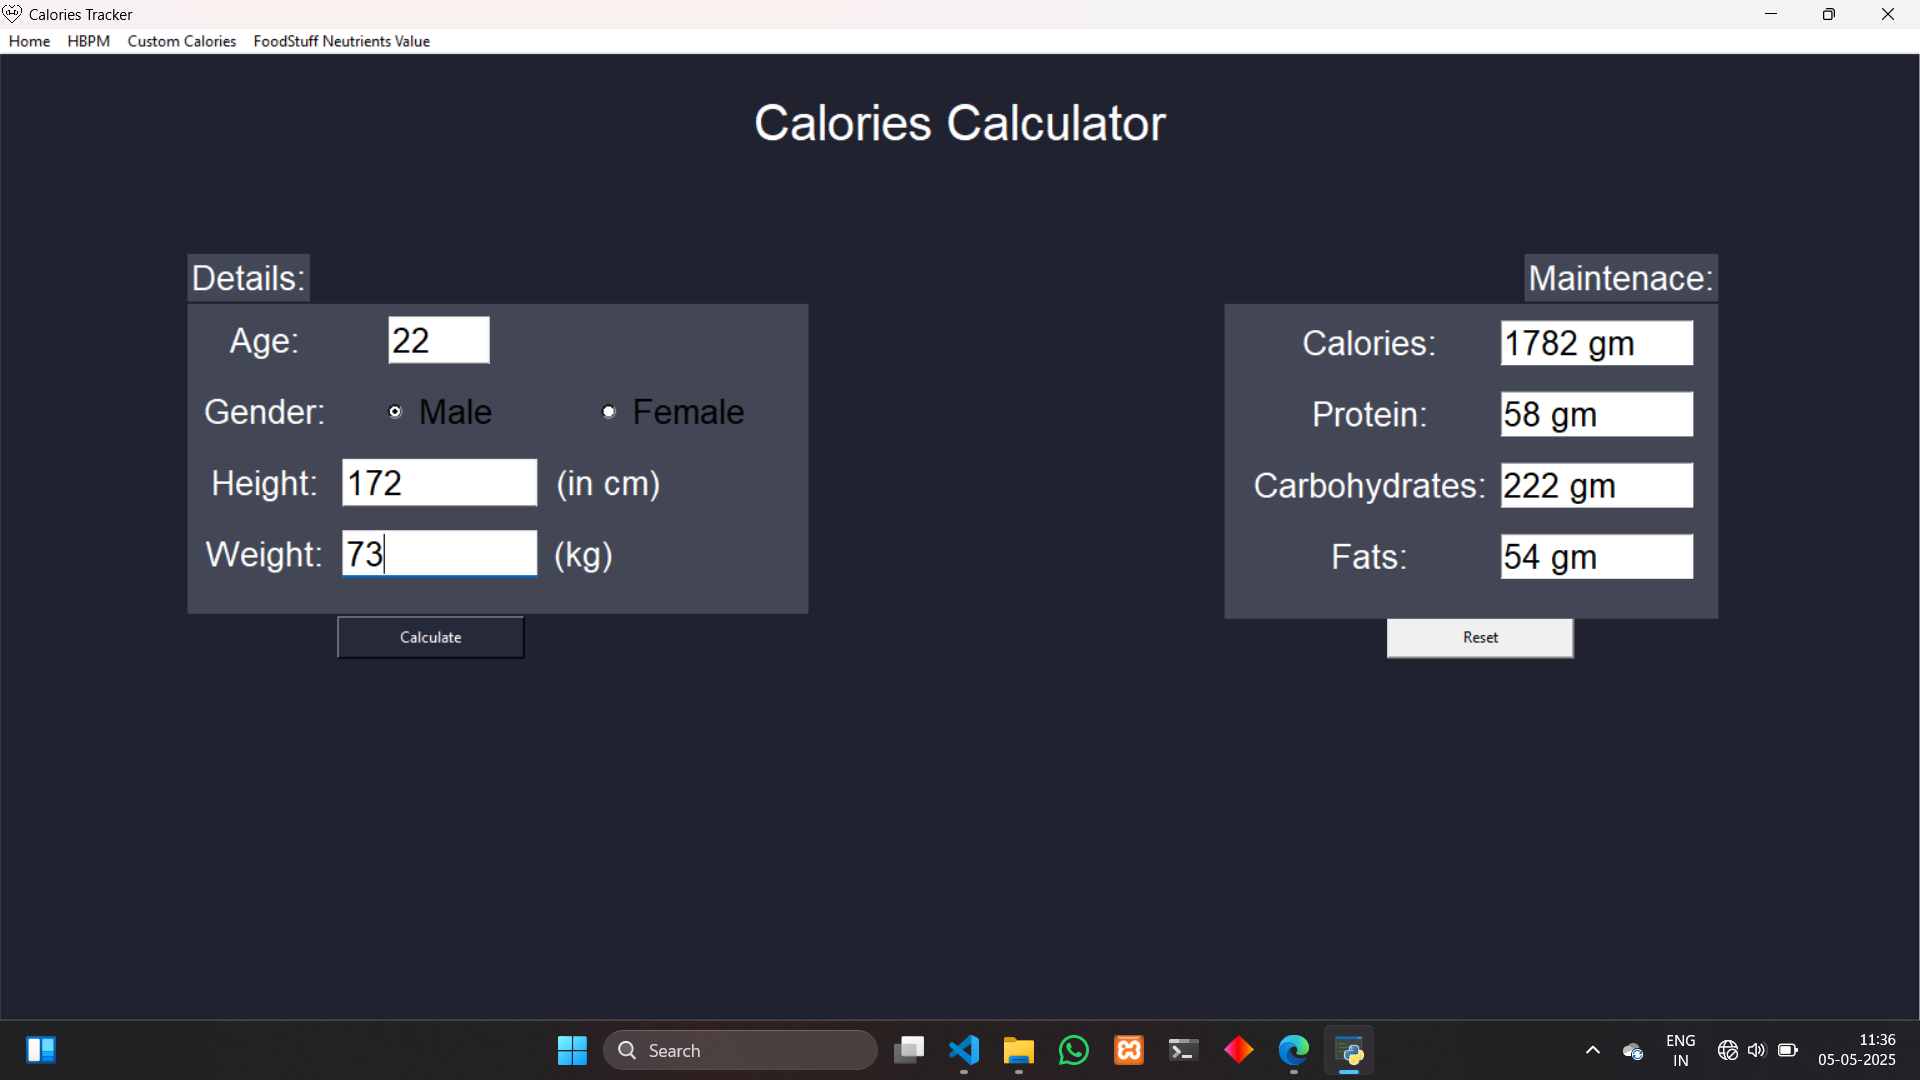 Calories Tracker
Home HBPM Custom Calories FoodStuff Neutrients Value
Calories Calculator
Details:
Age: 22
Gender: Male Female
Height: 172 (in cm)
Weight: 73 (kg)
Calculate
Maintenace:
Calories: 1782 gm
Protein: 58 gm
Carbohydrates: 222 gm
Fats: 54 gm
Reset
Search
ENG
IN
11:36
05-05-2025